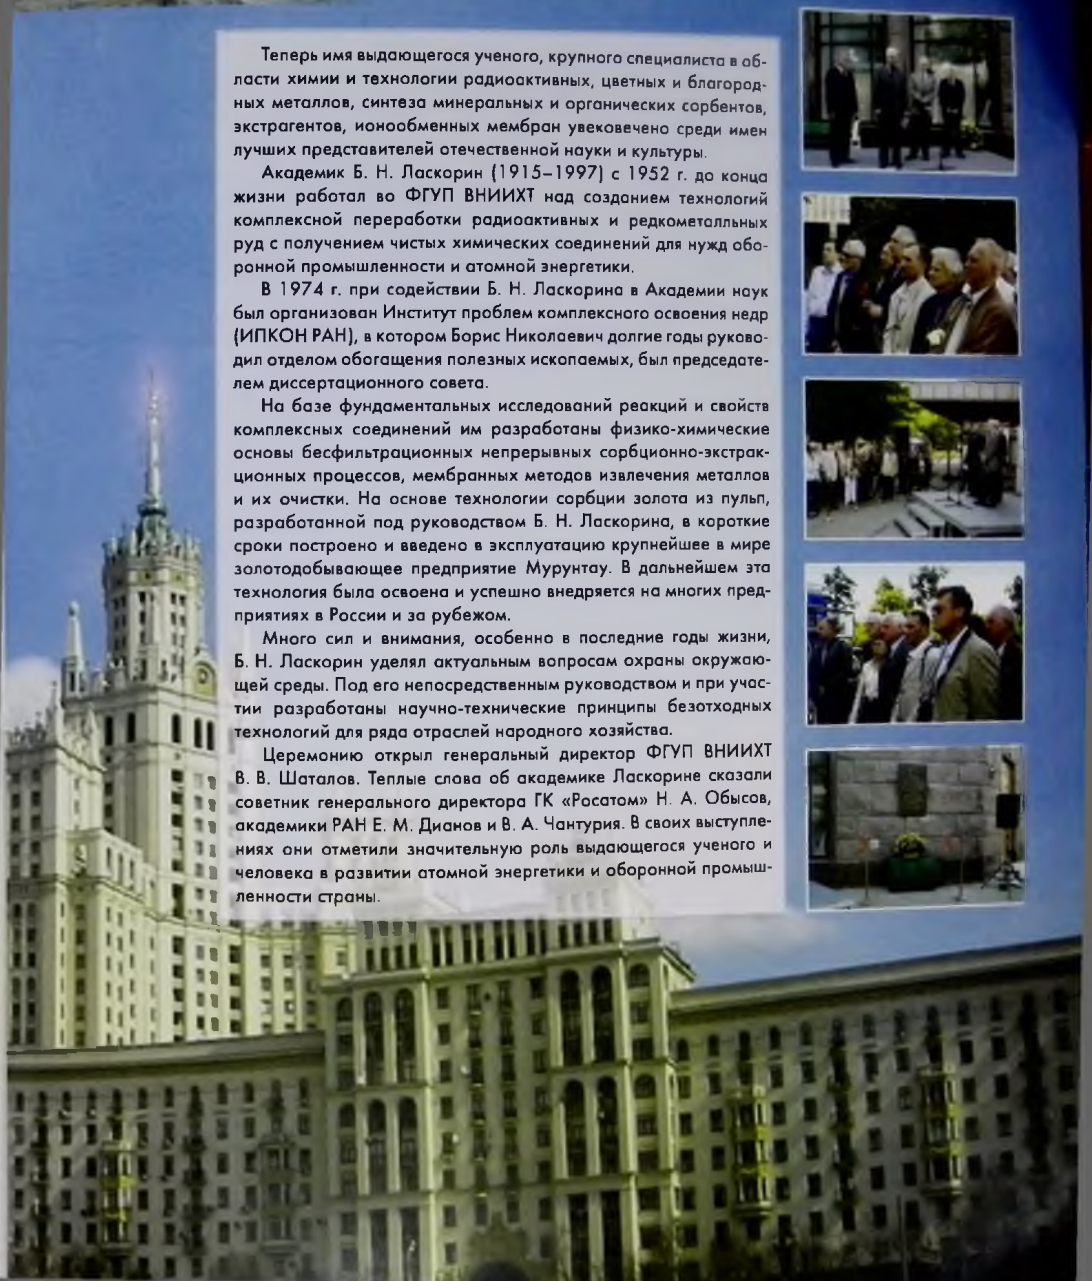 Теперь имя выдающегося ученого, крупного специалиста в об-
ласти химии и технологии радиоактивных, цветных и благород-
ных металлов, синтеза минеральных и органических сорбентов,
экстрагентов, ионообменных мембран увековечено среди имен
лучших представителей отечественной науки и культуры.
Академик Б. Н. Ласкорин (1915–1997) с 1952 г. до конца
жизни работал во ФГУП ВНИИХТ над созданием технологий
комплексной переработки радиоактивных и редкометалльных
руд с получением чистых химических соединений для нужд обо-
ронной промышленности и атомной энергетики.
В 1974 г. при содействии Б. Н. Ласкорина в Академии наук
был организован Институт проблем комплексного освоения недр
(ИПКОН РАН), в котором Борис Николаевич долгие годы руково-
дил отделом обогащения полезных ископаемых, был председате-
лем диссертационного совета.
На базе фундаментальных исследований реакций и свойств
комплексных соединений им разработаны физико-химические
основы бесфильтрационных непрерывных сорбционно-экстрак-
ционных процессов, мембранных методов извлечения металлов
и их очистки. На основе технологии сорбции золота из пульп,
разработанной под руководством Б. Н. Ласкорина, в короткие
сроки построено и введено в эксплуатацию крупнейшее в мире
золотодобывающее предприятие Мурунтау. В дальнейшем эта
технология была освоена и успешно внедряется на многих пред-
приятиях в России и за рубежом.
Много сил и внимания, особенно в последние годы жизни,
Б. Н. Ласкорин уделял актуальным вопросам охраны окружаю-
щей среды. Под его непосредственным руководством и при учас-
тии разработаны научно-технические принципы безотходных
технологий для ряда отраслей народного хозяйства.
Церемонию открыл генеральный директор ФГУП ВНИИХТ
В. В. Шаталов. Теплые слова об академике Ласкорине сказали
советник генерального директора ГК «Росатом» Н. А. Обысов,
академики РАН Е. М. Дианов и В. А. Чантурия. В своих выступле-
ниях они отметили значительную роль выдающегося ученого и
человека в развитии атомной энергетики и оборонной промыш-
ленности страны.